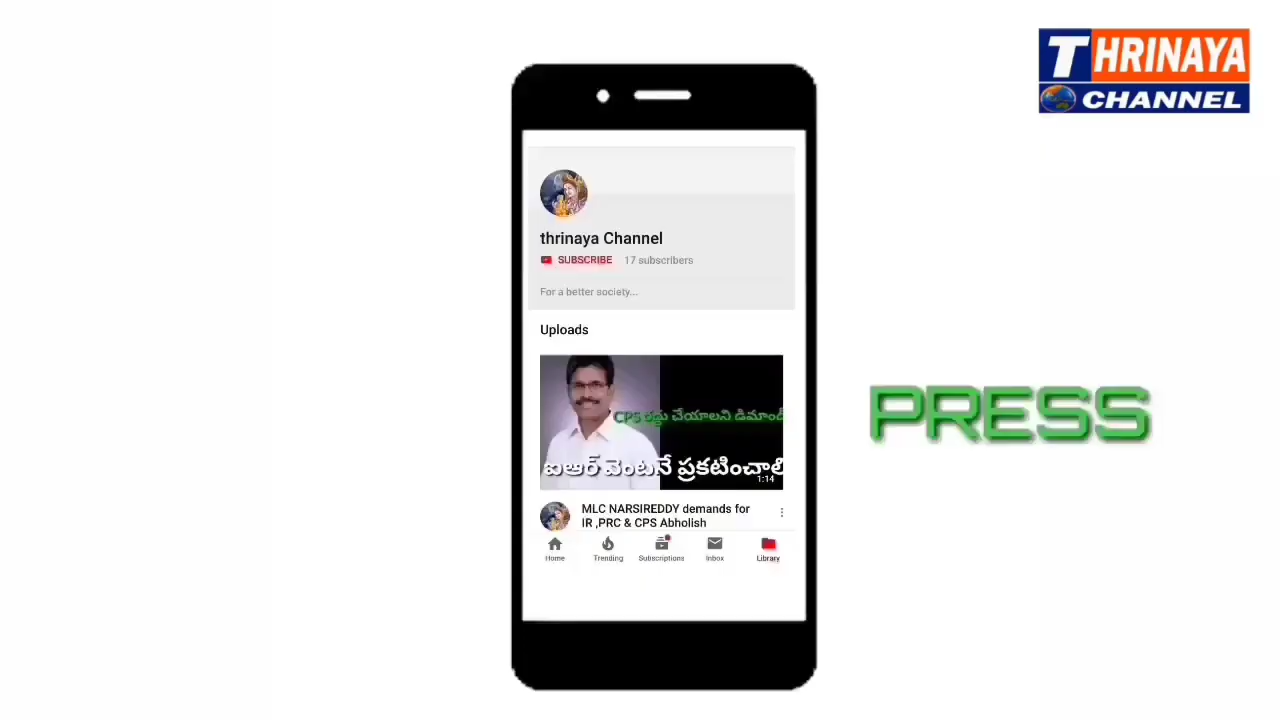 THRINAYA
CHANNEL
thrinaya Channel
SUBSCRIBE 17 subscribers
For a better society...
Uploads
CPS రద్దు చేయాలని డిమాండ్
ఐఆర్ వెంటనే ప్రకటించాలి
1:14
MLC NARSIREDDY demands for
IR ,PRC & CPS Abholish
Home Trending Subscriptions Inbox Library
PRESS